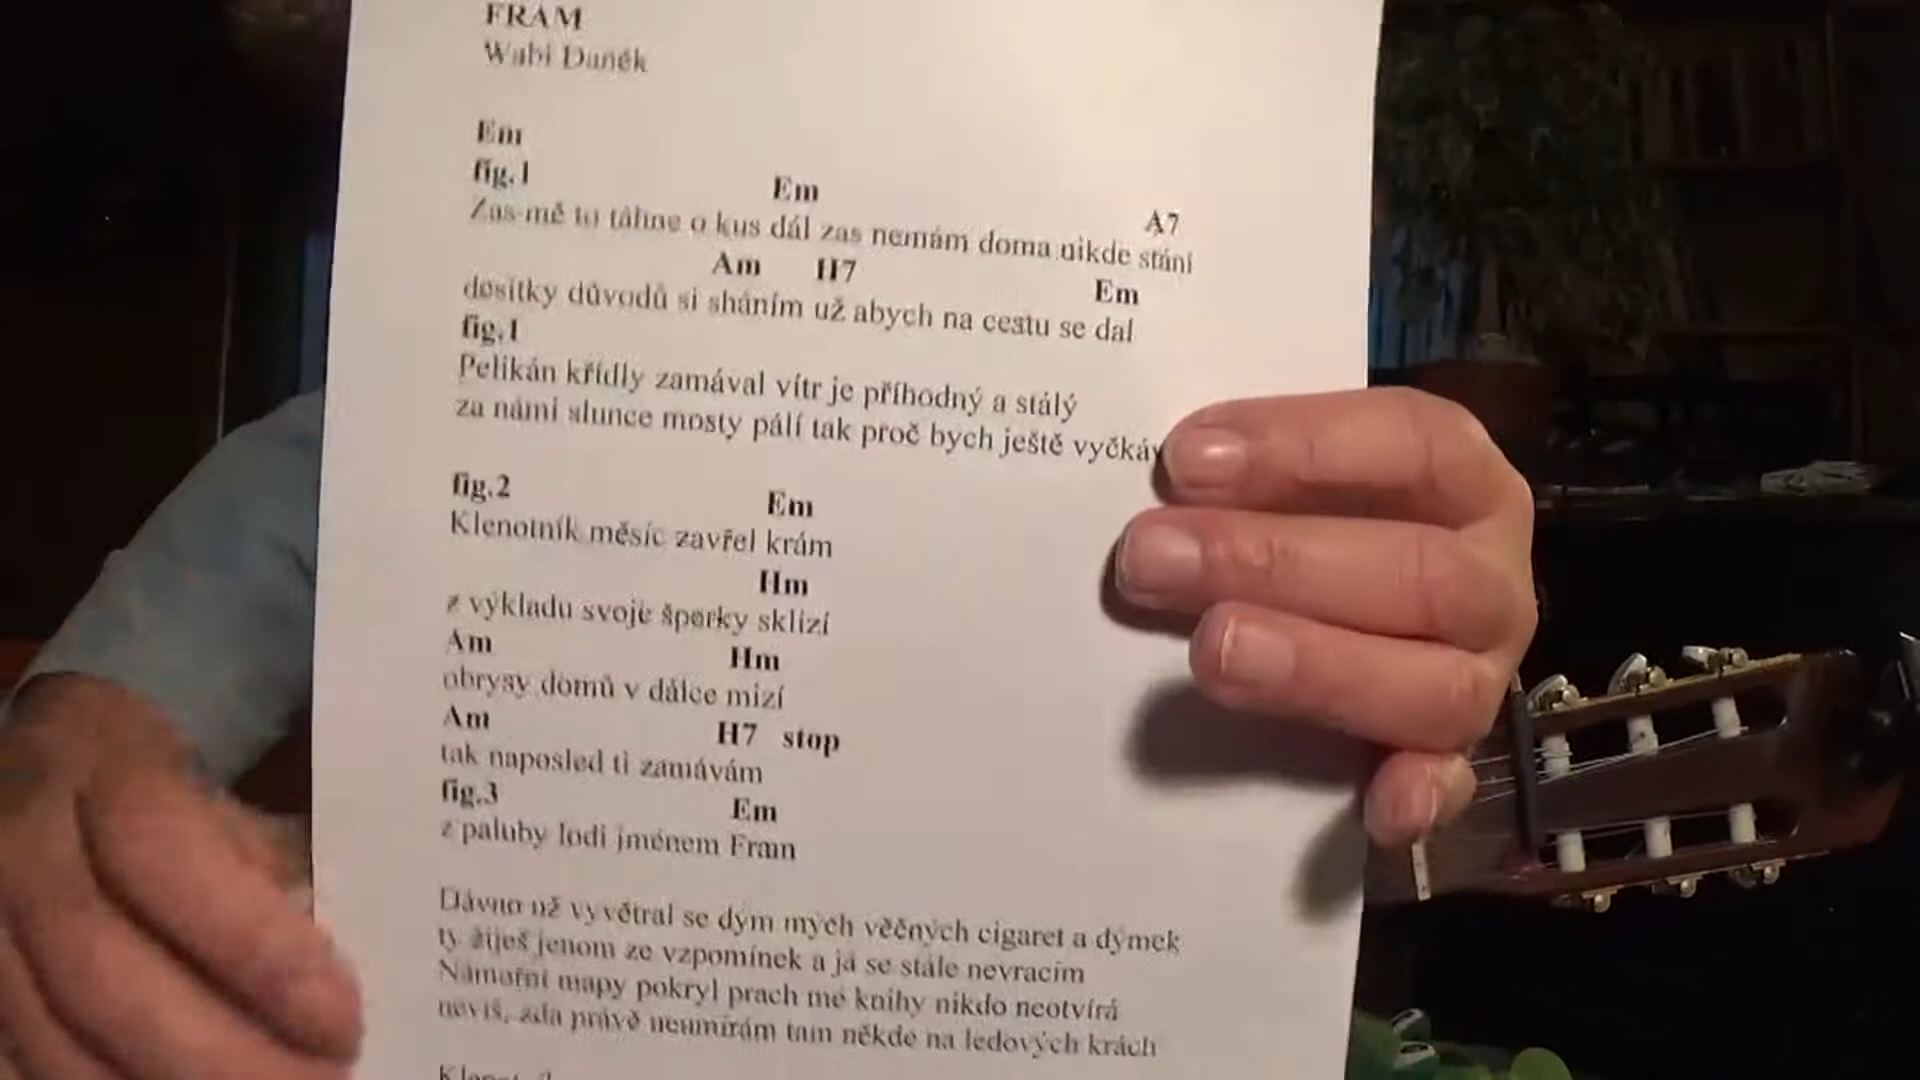 FRAM
Wabi Daněk
Em
fig.1 Em A7
Zas mě to táhne o kus dál zas nemám doma nikde stání
Am H7 Em
desítky důvodů si sháním už abych na cestu se dal
fig.1
Pelikán křídly zamával vítr je příhodný a stálý
za námi slunce mosty pálí tak proč bych ještě vyčkáv
fig.2 Em
Klenotník měsíc zavřel krám
Hm
z výkladu svoje šperky sklízí
Am Hm
obrysy domů v dálce mizí
Am H7 stop
tak naposled ti zamávám
fig.3 Em
z paluby lodi jménem Fram
Dávno už vyvětral se dým mých věčných cigaret a dýmek
ty žiješ jenom ze vzpomínek a já se stále nevracím
Námořní mapy pokryl prach mé knihy nikdo neotvírá
nevíš, zda právě neumírám tam někde na ledových krách